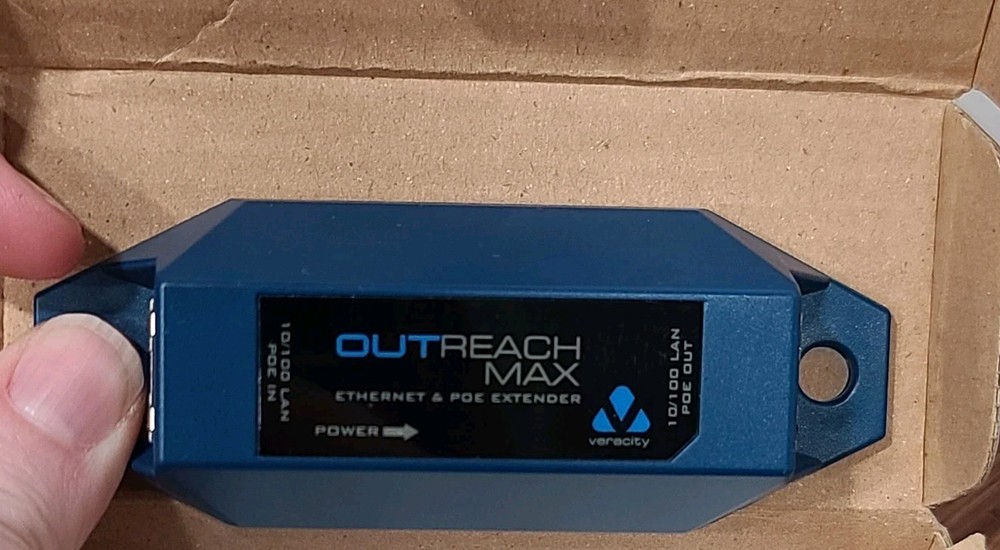 10/100 LAN
POE IN
OUTREACH
MAX
ETHERNET & POE EXTENDER
POWER
veracity
10/100 LAN
POE OUT